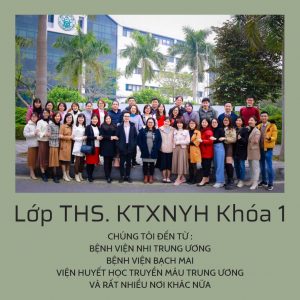 Lớp THS. KTXNYH Khóa 1
CHÚNG TÔI ĐẾN TỪ :
BỆNH VIỆN NHI TRUNG ƯƠNG
BỆNH VIỆN BẠCH MAI
VIỆN HUYẾT HỌC TRUYỀN MÁU TRUNG ƯƠNG
VÀ RẤT NHIỀU NƠI KHÁC NỮA